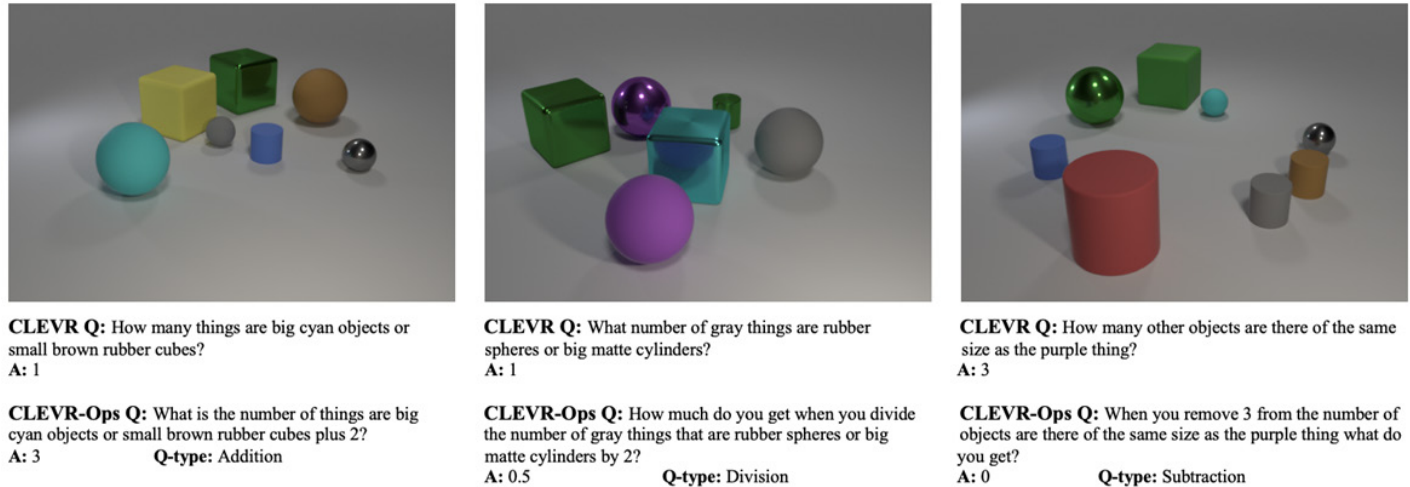 CLEVR Q: How many things are big cyan objects or
small brown rubber cubes?
A: 1
CLEVR-Ops Q: What is the number of things are big
cyan objects or small brown rubber cubes plus 2?
A: 3 Q-type: Addition
CLEVR Q: What number of gray things are rubber
spheres or big matte cylinders?
A: 1
CLEVR-Ops Q: How much do you get when you divide
the number of gray things that are rubber spheres or big
matte cylinders by 2?
A: 0.5 Q-type: Division
CLEVR Q: How many other objects are there of the same
size as the purple thing?
A: 3
CLEVR-Ops Q: When you remove 3 from the number of
objects are there of the same size as the purple thing what do
you get?
A: 0 Q-type: Subtraction